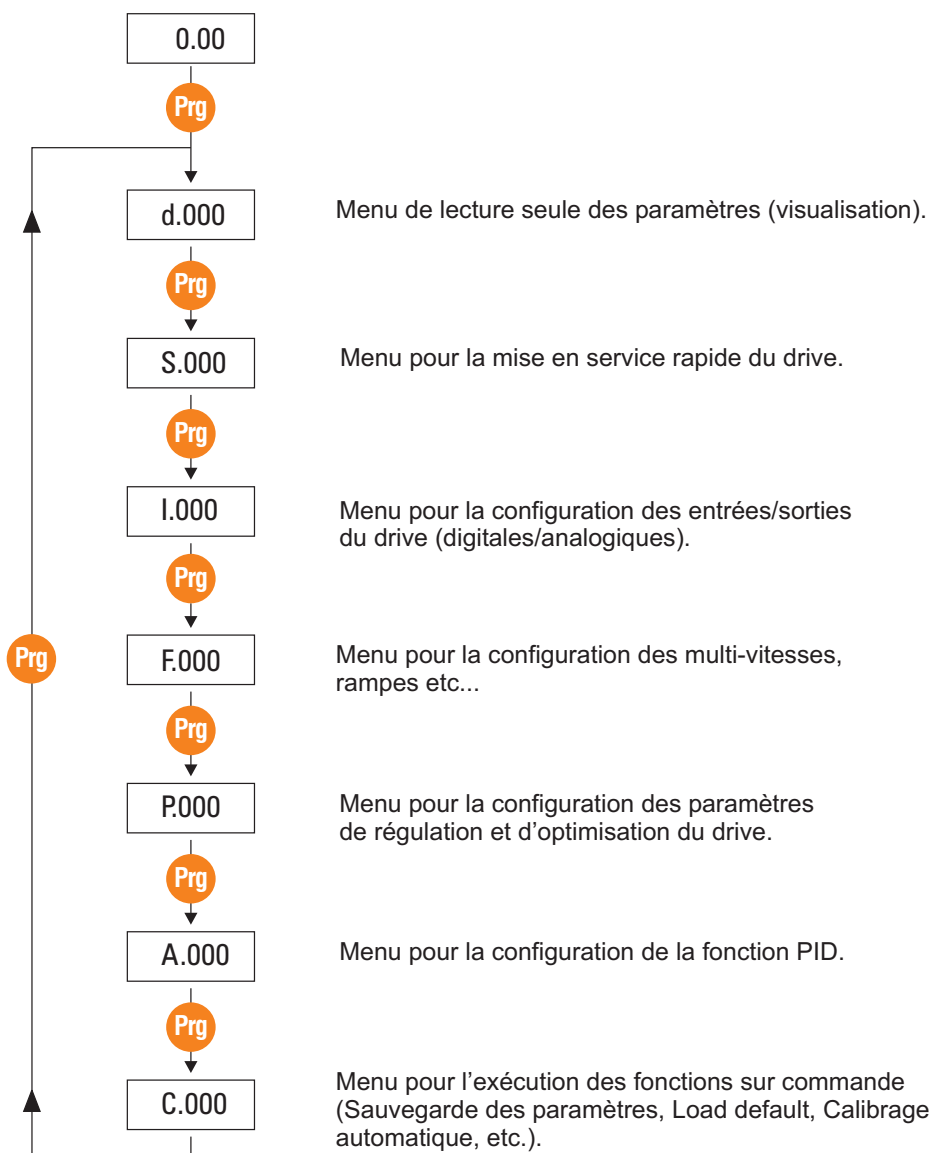 0.00
Prg
d.000
Menu de lecture seule des paramètres (visualisation).
Prg
S.000
Menu pour la mise en service rapide du drive.
Prg
I.000
Menu pour la configuration des entrées/sorties
du drive (digitales/analogiques).
Prg
Prg
F.000
Menu pour la configuration des multi-vitesses,
rampes etc...
Prg
P.000
Menu pour la configuration des paramètres
de régulation et d'optimisation du drive.
Prg
A.000
Menu pour la configuration de la fonction PID.
Prg
C.000
Menu pour l'exécution des fonctions sur commande
(Sauvegarde des paramètres, Load default, Calibrage
automatique, etc.).